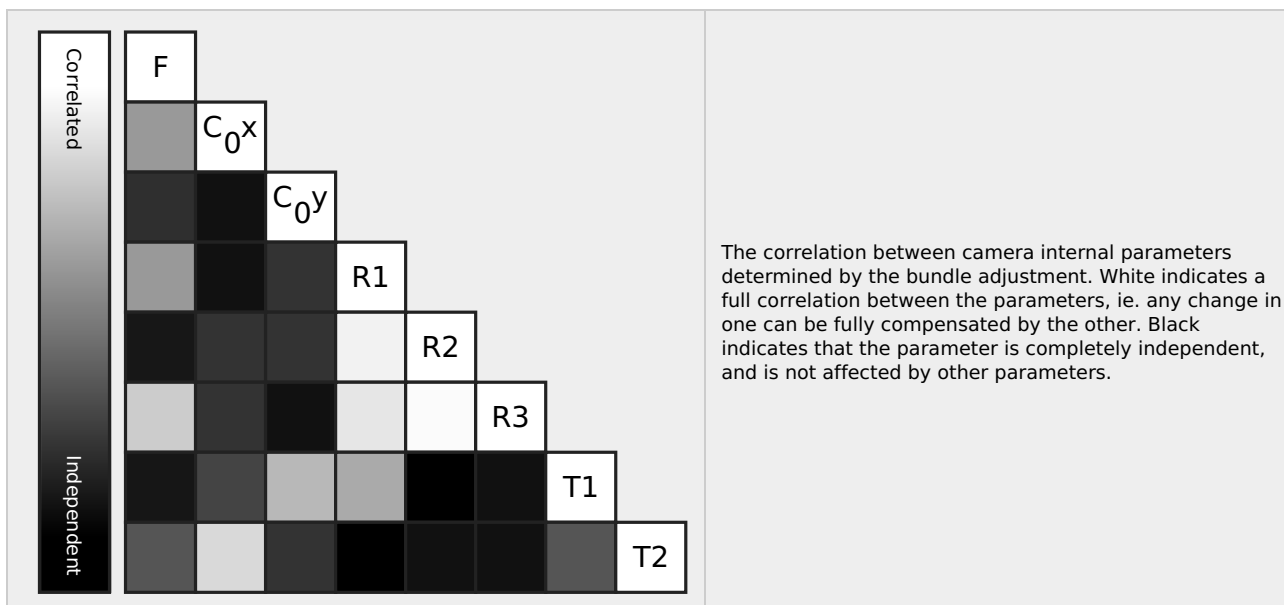 Correlated
Independent
F
C₀x
C₀y
R1
R2
R3
T1
T2
The correlation between camera internal parameters
determined by the bundle adjustment. White indicates a
full correlation between the parameters, ie. any change in
one can be fully compensated by the other. Black
indicates that the parameter is completely independent,
and is not affected by other parameters.